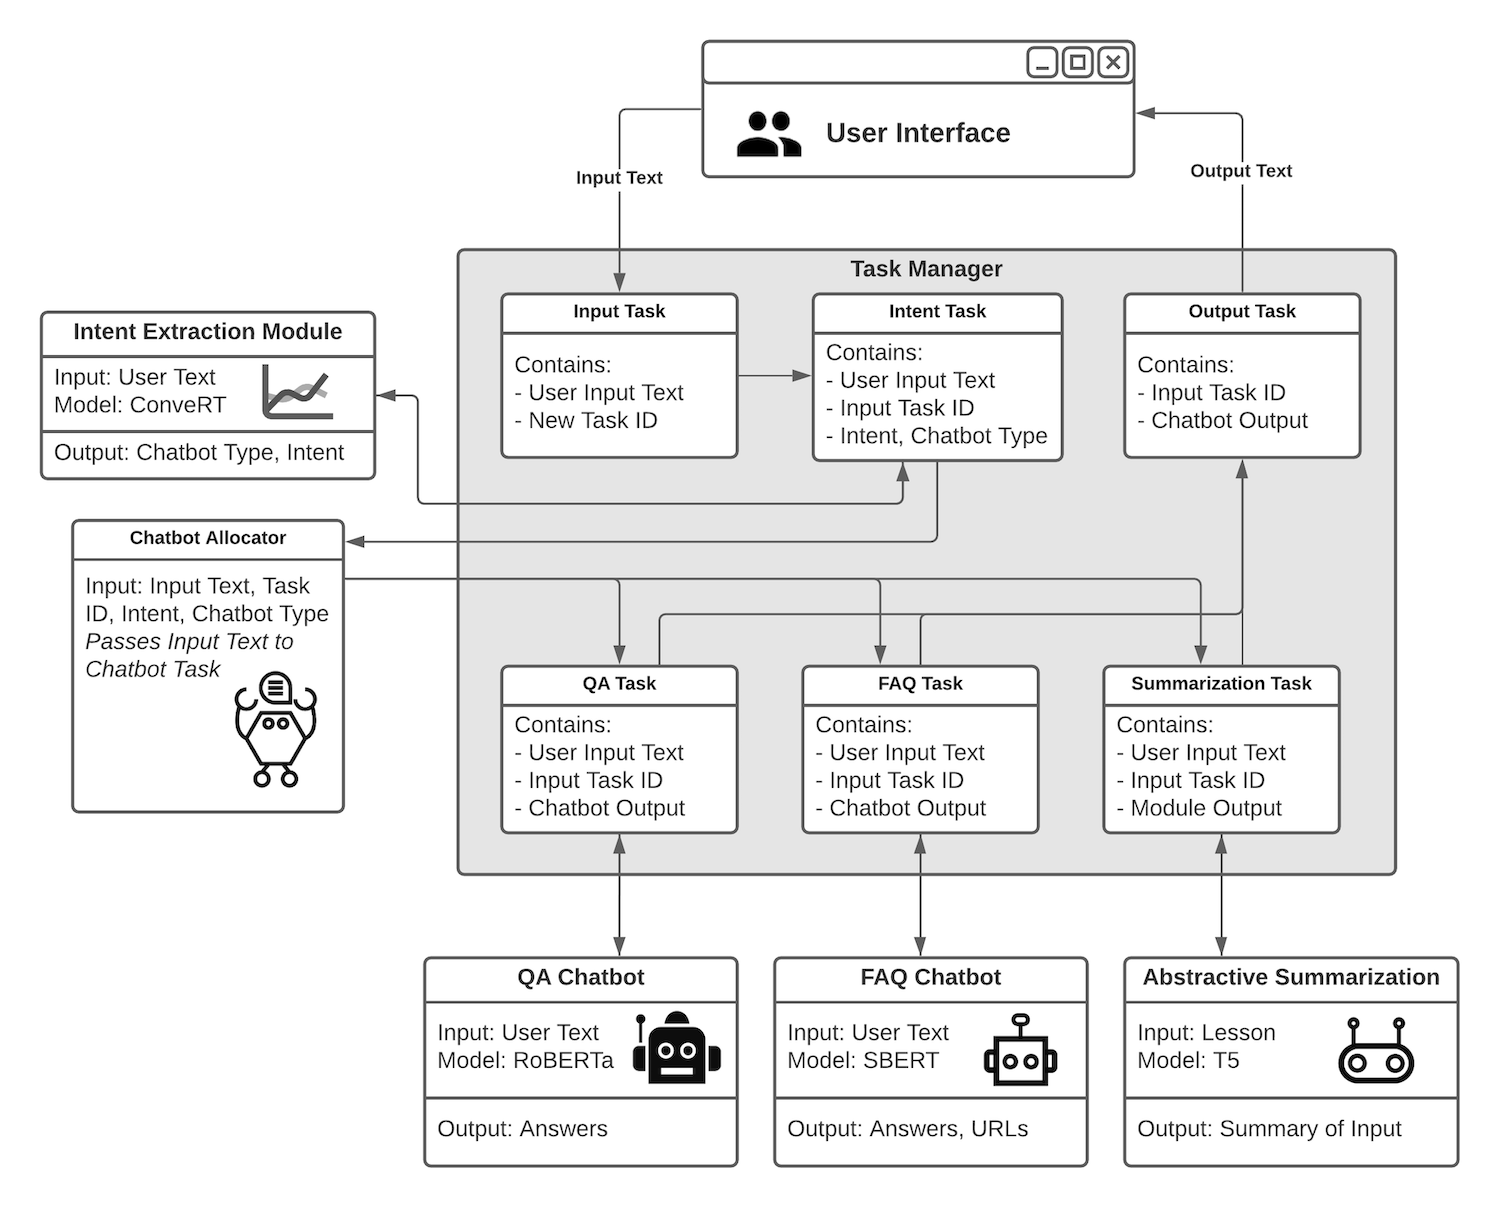 User Interface
Input Text
Output Text
Task Manager
Input Task
Contains:
- User Input Text
- New Task ID
Intent Task
Contains:
- User Input Text
- Input Task ID
- Intent, Chatbot Type
Output Task
Contains:
- Input Task ID
- Chatbot Output
Intent Extraction Module
Input: User Text
Model: ConveRT
Output: Chatbot Type, Intent
Chatbot Allocator
Input: Input Text, Task
ID, Intent, Chatbot Type
Passes Input Text to
Chatbot Task
QA Task
Contains:
- User Input Text
- Input Task ID
- Chatbot Output
FAQ Task
Contains:
- User Input Text
- Input Task ID
- Chatbot Output
Summarization Task
Contains:
- User Input Text
- Input Task ID
- Module Output
QA Chatbot
Input: User Text
Model: RoBERTa
Output: Answers
FAQ Chatbot
Input: User Text
Model: SBERT
Output: Answers, URLs
Abstractive Summarization
Input: Lesson
Model: T5
Output: Summary of Input